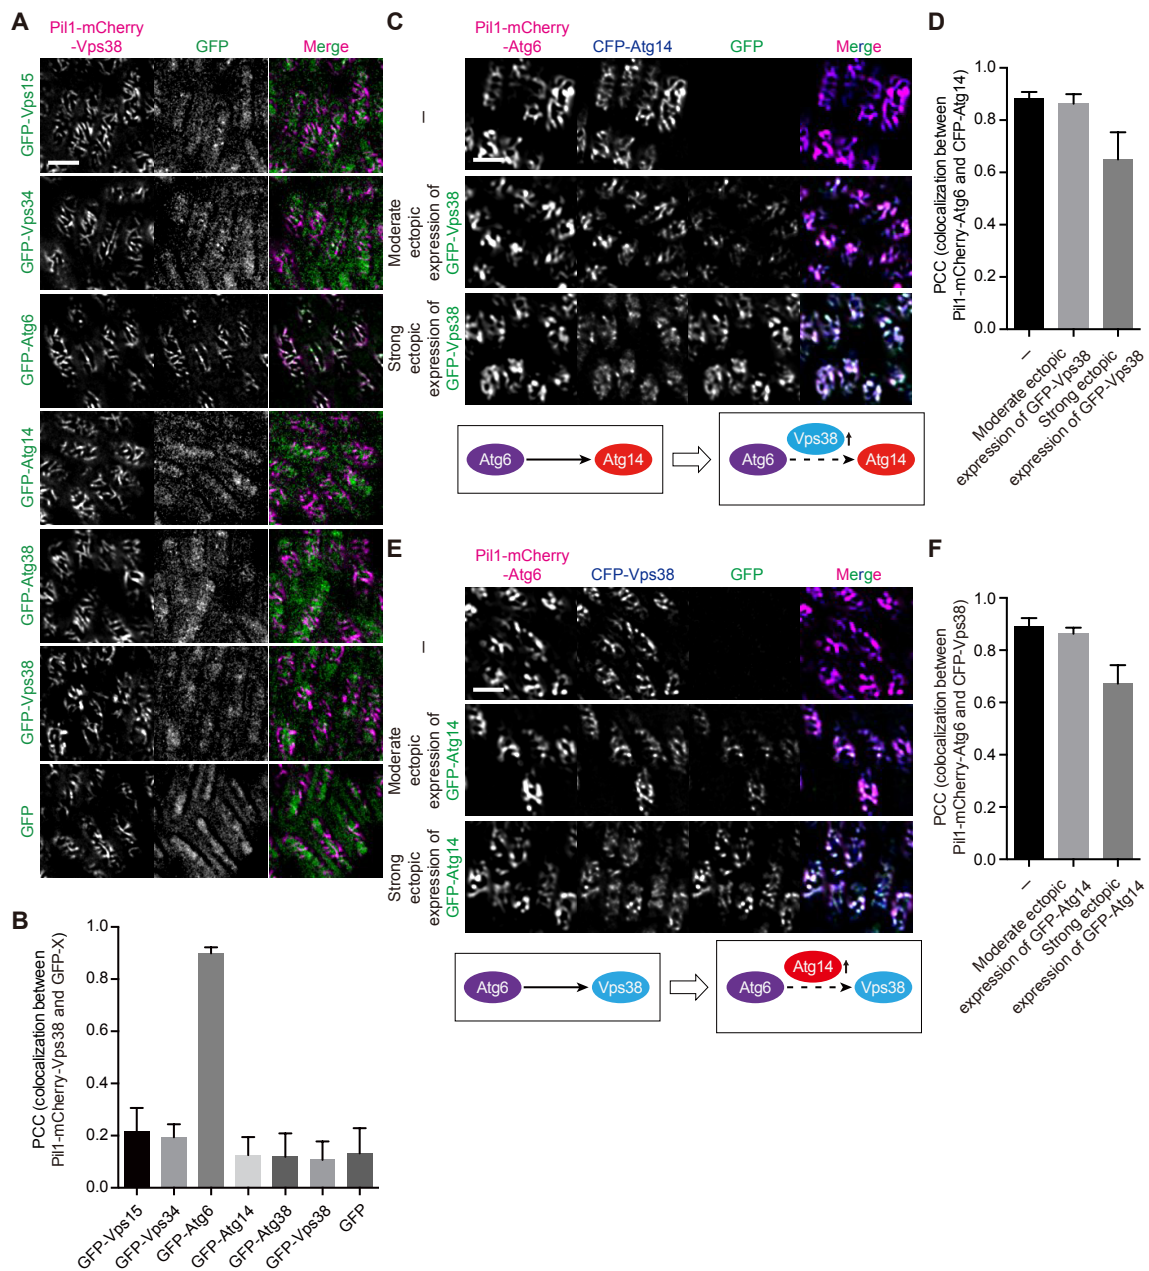 A
Pil1-mCherry
-Vps38
GFP
Merge
GFP-Vps15
GFP-Vps34
GFP-Atg6
GFP-Atg14
GFP-Atg38
GFP-Vps38
GFP
B
PCC (colocalization between
Pil1-mCherry-Vps38 and GFP-X)
1.0
0.8
0.6
0.4
0.2
0.0
GFP-Vps15
GFP-Vps34
GFP-Atg6
GFP-Atg14
GFP-Atg38
GFP-Vps38
GFP
C
Pil1-mCherry
-Atg6
CFP-Atg14
GFP
Merge
–
Moderate
ectopic
expression of
GFP-Vps38
Strong
ectopic
expression of
GFP-Vps38
Atg6
Atg14
Vps38
Atg6
Atg14
D
PCC (colocalization between
Pil1-mCherry-Atg6 and CFP-Atg14)
1.0
0.8
0.6
0.4
0.2
0.0
–
Moderate ectopic
expression of GFP-Vps38
Strong ectopic
expression of GFP-Vps38
E
Pil1-mCherry
-Atg6
CFP-Vps38
GFP
Merge
–
Moderate
ectopic
expression of
GFP-Atg14
Strong
ectopic
expression of
GFP-Atg14
Atg6
Vps38
Atg14
Atg6
Vps38
F
PCC (colocalization between
Pil1-mCherry-Atg6 and CFP-Vps38)
1.0
0.8
0.6
0.4
0.2
0.0
–
Moderate ectopic
expression of GFP-Atg14
Strong ectopic
expression of GFP-Atg14